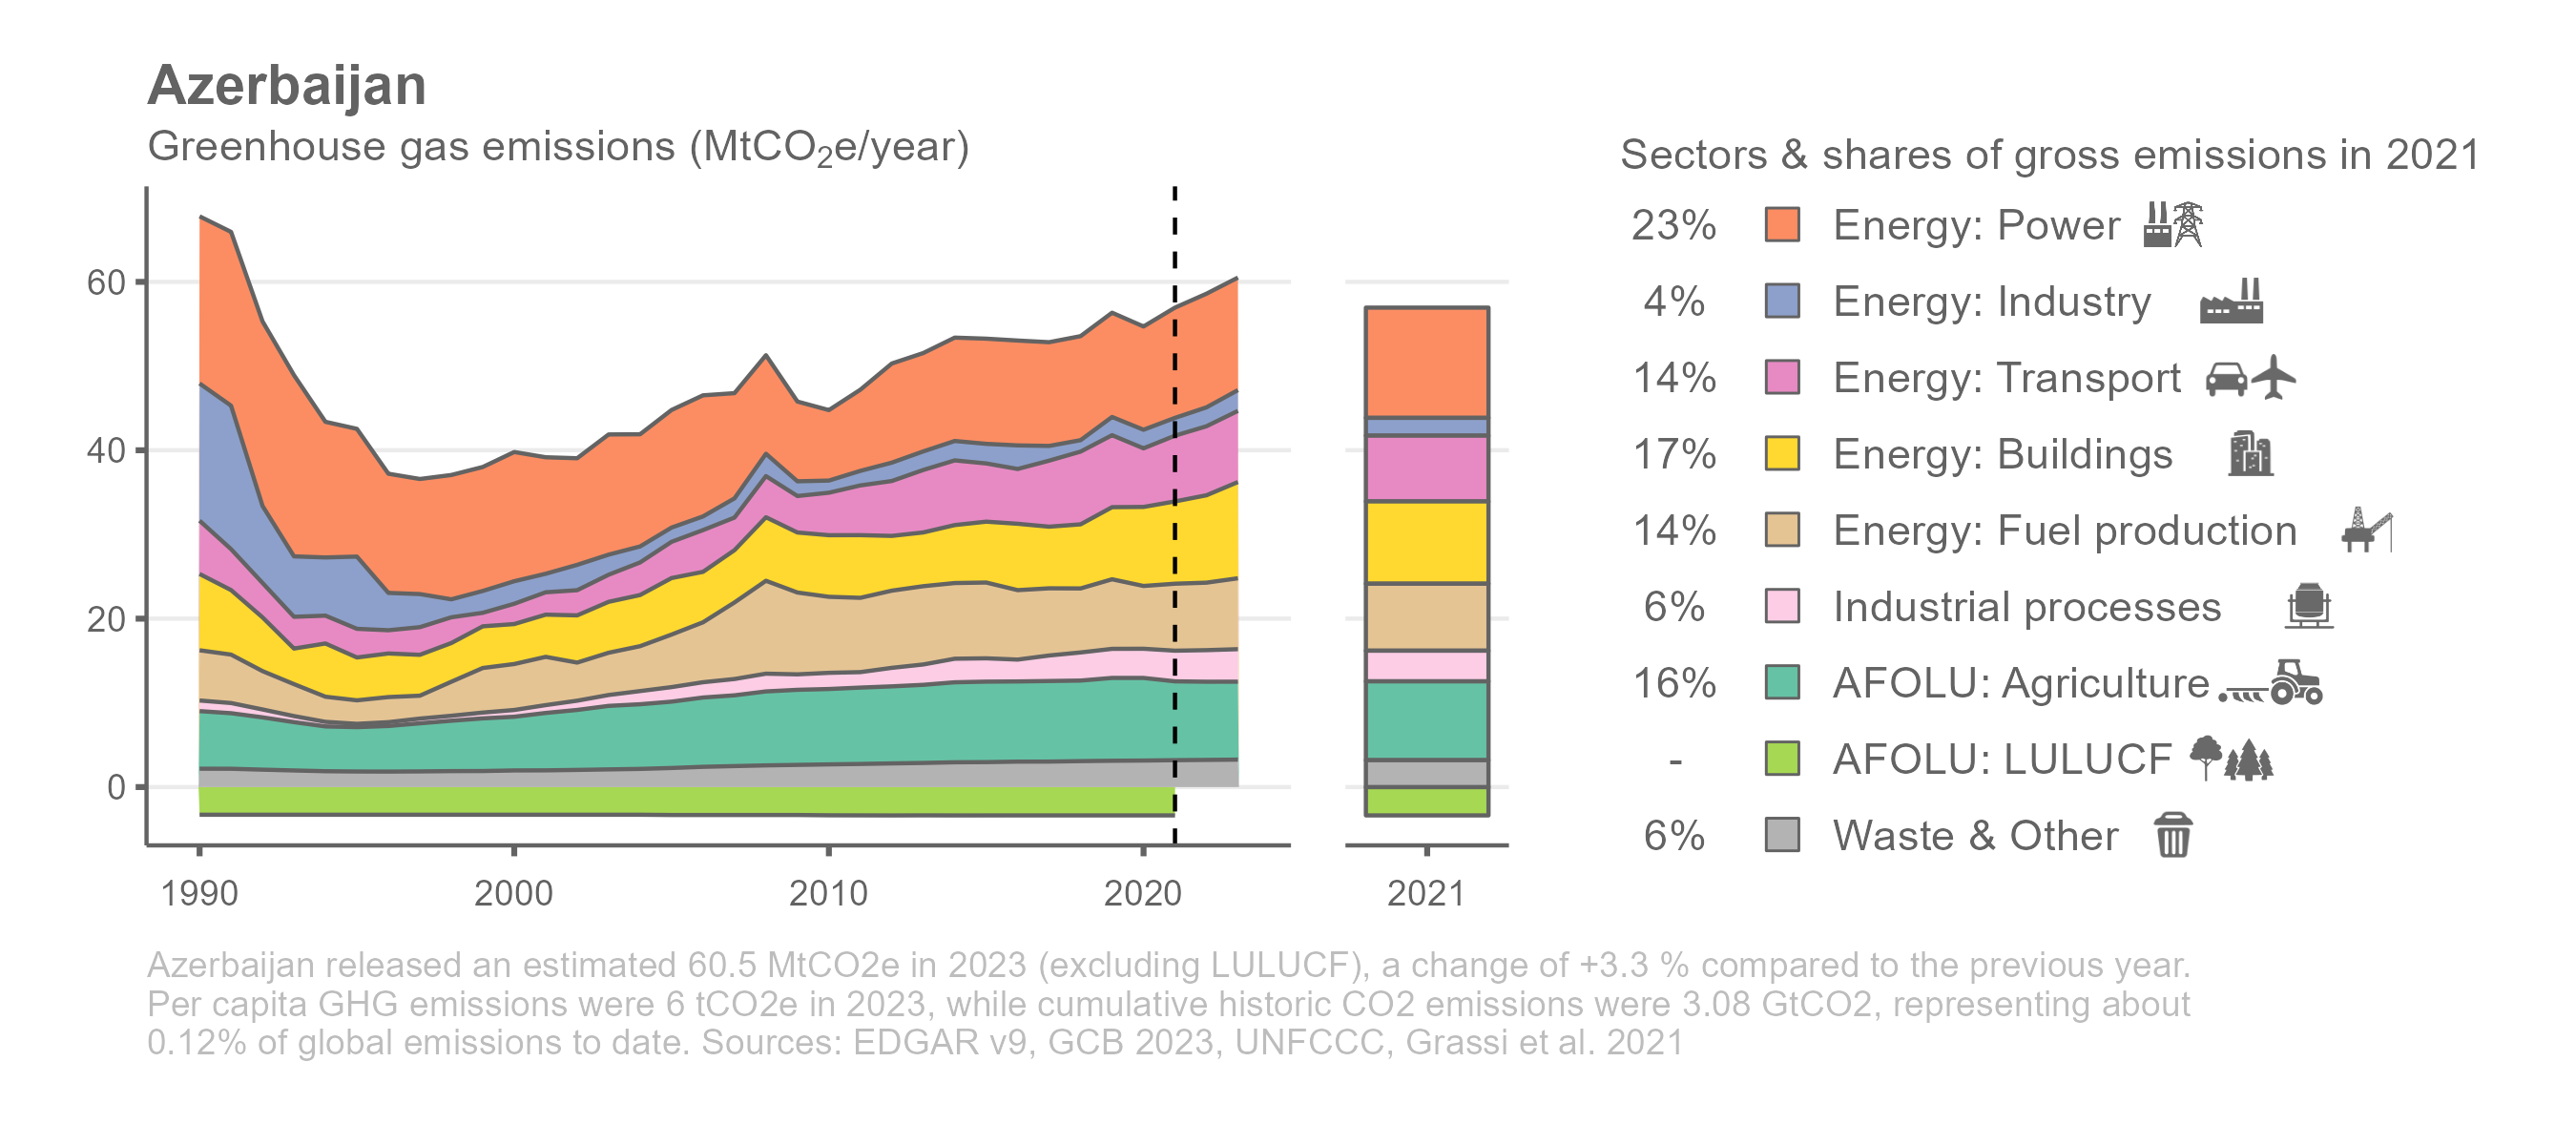 Azerbaijan
Greenhouse gas emissions (MtCO₂e/year)
60
40
20
0
1990
2000
2010
2020
2021
Sectors & shares of gross emissions in 2021
23% Energy: Power
4% Energy: Industry
14% Energy: Transport
17% Energy: Buildings
14% Energy: Fuel production
6% Industrial processes
16% AFOLU: Agriculture
- AFOLU: LULUCF
6% Waste & Other
Azerbaijan released an estimated 60.5 MtCO2e in 2023 (excluding LULUCF), a change of +3.3 % compared to the previous year.
Per capita GHG emissions were 6 tCO2e in 2023, while cumulative historic CO2 emissions were 3.08 GtCO2, representing about
0.12% of global emissions to date. Sources: EDGAR v9, GCB 2023, UNFCCC, Grassi et al. 2021